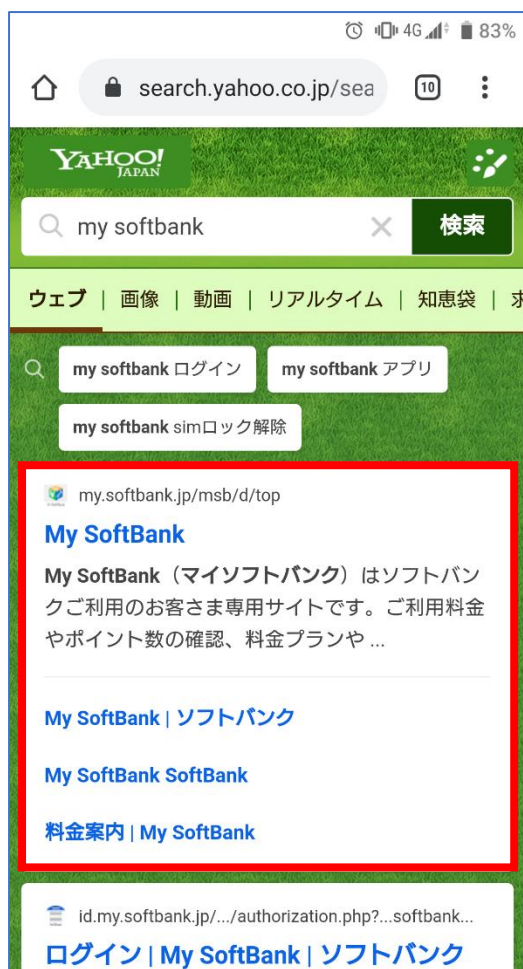 4G 83%
search.yahoo.co.jp/sea 10
YAHOO!
JAPAN
my softbank 検索
ウェブ | 画像 | 動画 | リアルタイム | 知恵袋 |
my softbank ログイン my softbank アプリ
my softbank simロック解除
my.softbank.jp/msb/d/top
My SoftBank
My SoftBank（マイソフトバンク）はソフトバン
クご利用のお客さま専用サイトです。ご利用料金
やポイント数の確認、料金プランや ...
My SoftBank | ソフトバンク
My SoftBank SoftBank
料金案内 | My SoftBank
id.my.softbank.jp/.../authorization.php?...softbank...
ログイン | My SoftBank | ソフトバンク